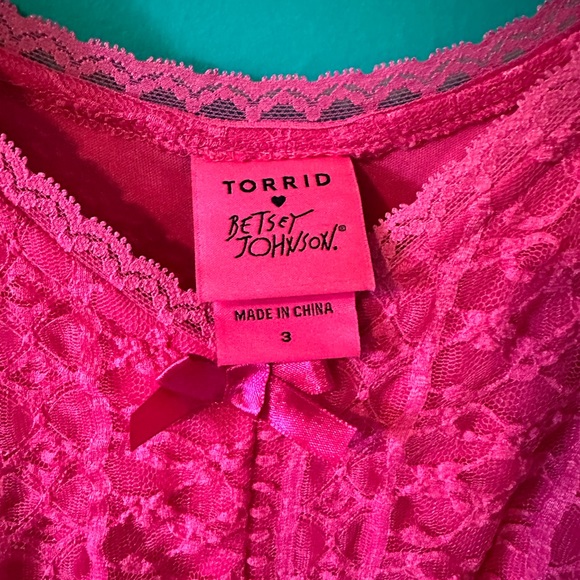 TORRID
♥
BETSEY
JOHNSON.®
MADE IN CHINA
3